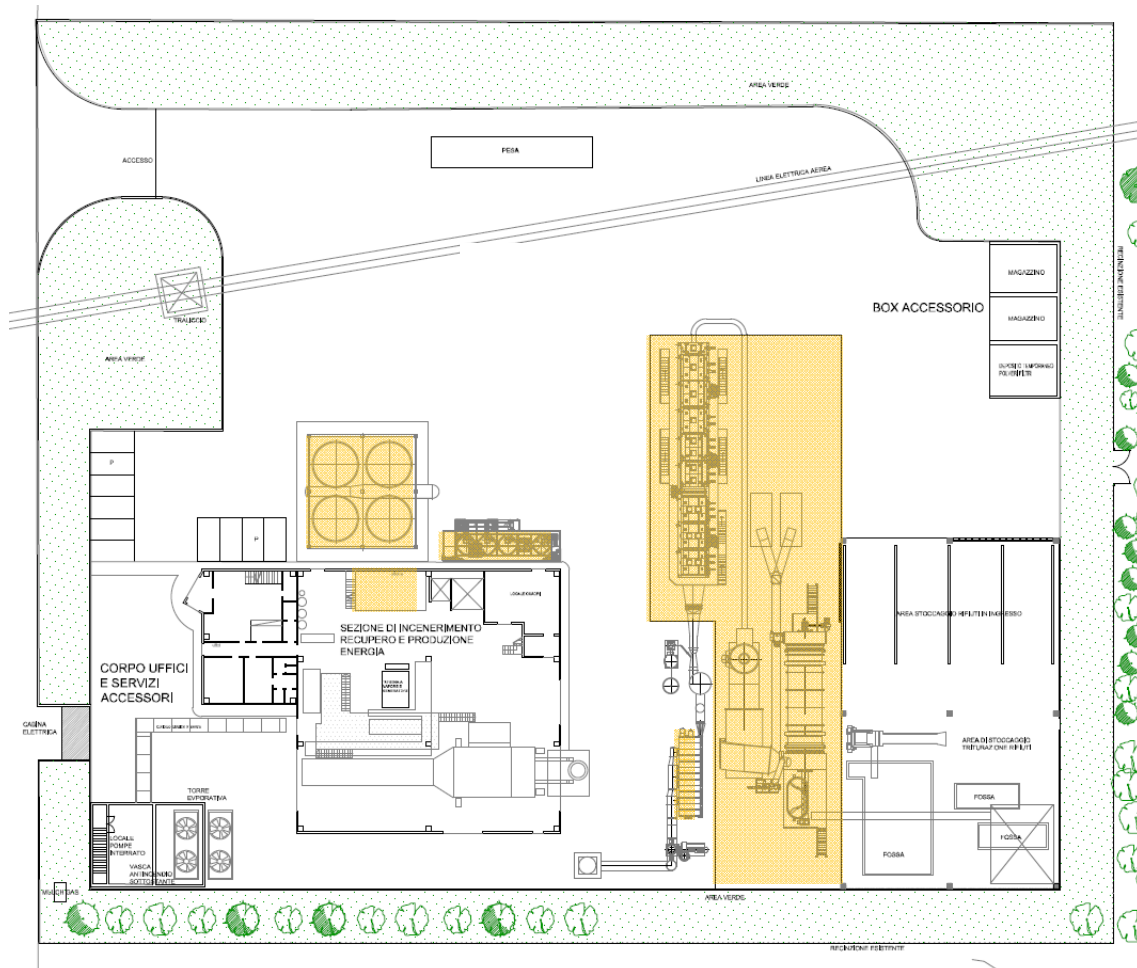 AREA VERDE
PESA
ACCESSO
LINEA ELETTRICA AEREA
RECINZIONE ESISTENTE
MAGAZZINO
BOX ACCESSORIO
MAGAZZINO
TRALICCIO
AREA VERDE
P
P
AREA STOCCAGGIO RIFIUTI IN INGRESSO
SEZIONE DI INCENERIMENTO
RECUPERO E PRODUZIONE
ENERGIA
CORPO UFFICI
E SERVIZI
ACCESSORI
CABINA
ELETTRICA
AREA DI STOCCAGGIO
TRITURAZIONE RIFIUTI
TORRE
EVPORATIVA
FOSSA
LOCALE
POMPE
INTERRATO
FOSSA
VASCA
ANTINCENDIO
SOTTOSTANTE
FOSSA
AREA VERDE
RECINZIONE ESISTENTE